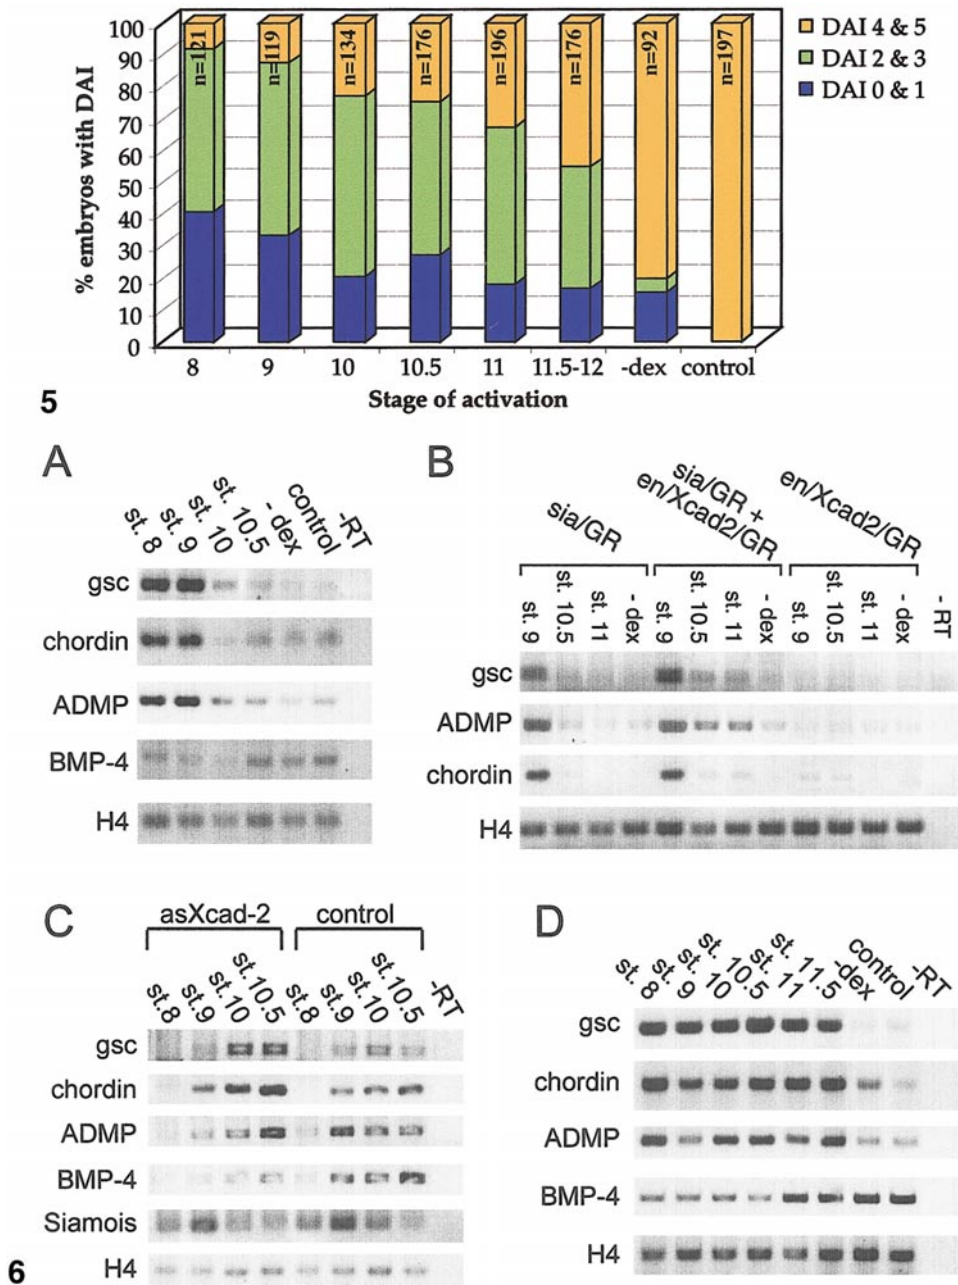 % embryos with DAI
100
90
80
70
60
50
40
30
20
10
0
n=121
n=119
n=134
n=176
n=196
n=176
n=92
n=197
DAI 4 & 5
DAI 2 & 3
DAI 0 & 1
8 9 10 10.5 11 11.5-12 -dex control
Stage of activation
5
A
st. 8 st. 9 st. 10 st. 10.5 - dex control -RT
gsc
chordin
ADMP
BMP-4
H4
B
sia/GR sia/GR + en/Xcad2/GR en/Xcad2/GR
st. 9 st. 10.5 st. 11 - dex st. 9 st. 10.5 st. 11 - dex st. 9 st. 10.5 st. 11 - dex - RT
gsc
ADMP
chordin
H4
C
asXcad-2 control
st.8 st.9 st.10 st.10.5 st.8 st.9 st.10 st.10.5 -RT
gsc
chordin
ADMP
BMP-4
Siamois
H4
D
st. 8 st. 9 st. 10 st. 10.5 st. 11 st. 11.5 -dex control -RT
gsc
chordin
ADMP
BMP-4
H4
6